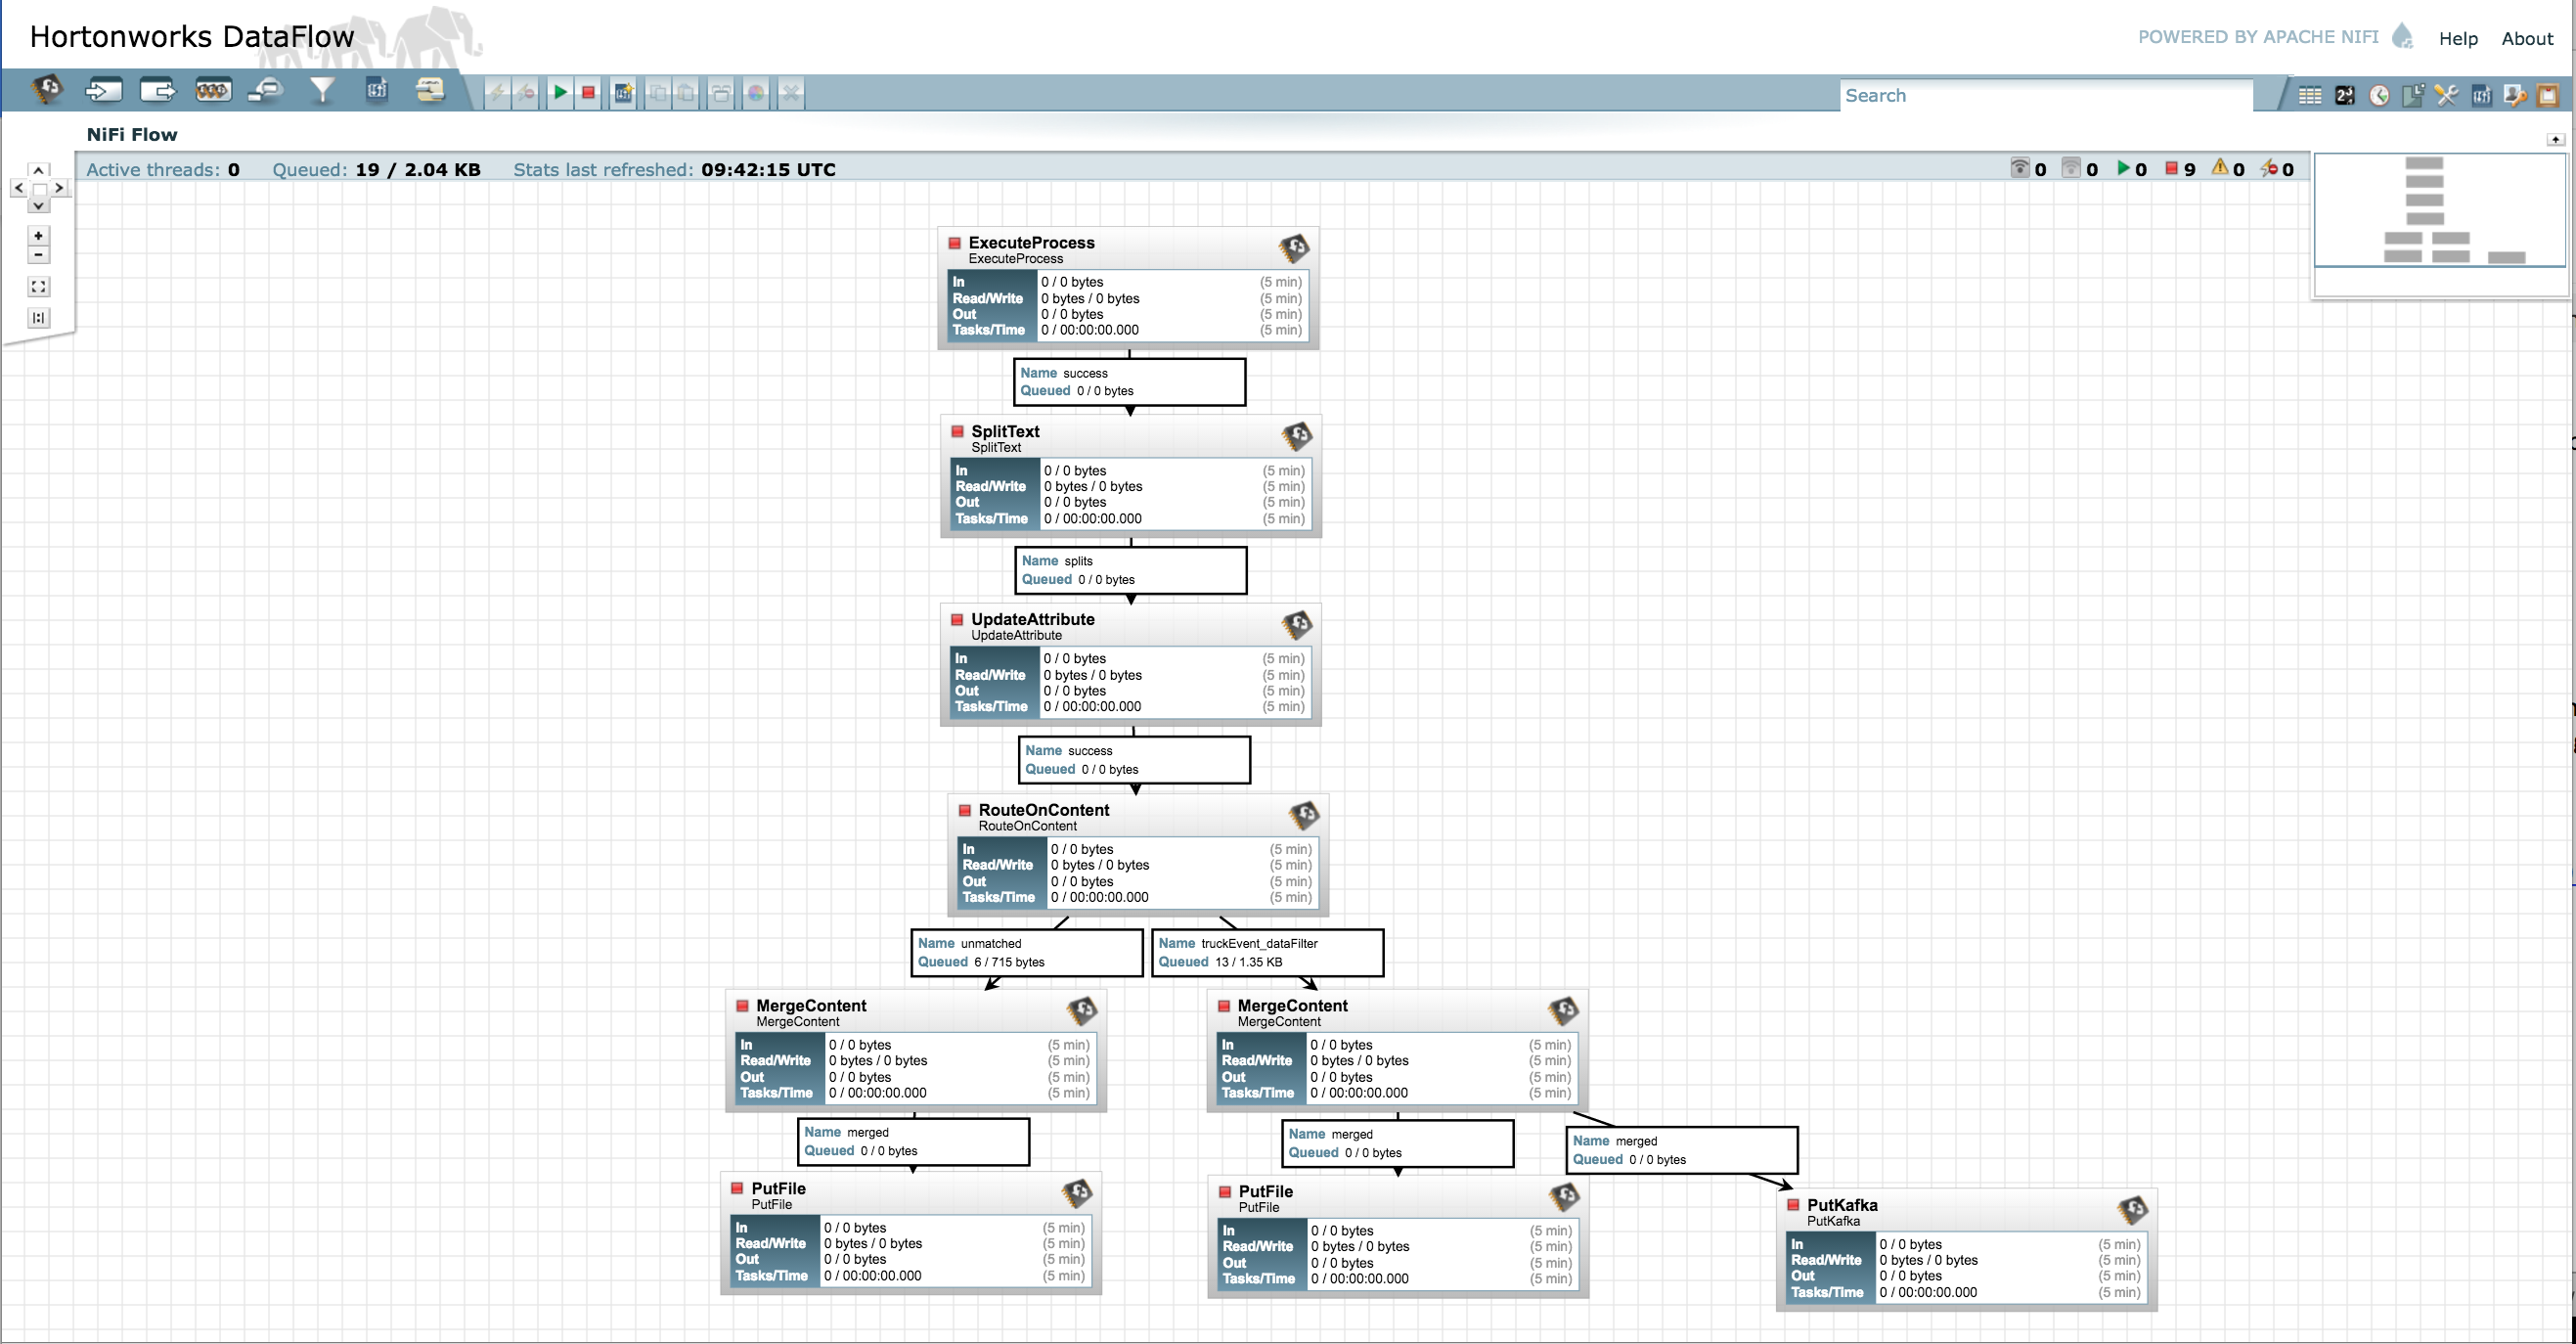 Hortonworks DataFlow
POWERED BY APACHE NIFI Help About
Search
NiFi Flow
Active threads: 0 Queued: 19 / 2.04 KB Stats last refreshed: 09:42:15 UTC
0 0 0 9 0 0
ExecuteProcess
ExecuteProcess
In 0 / 0 bytes (5 min)
Read/Write 0 bytes / 0 bytes (5 min)
Out 0 / 0 bytes (5 min)
Tasks/Time 0 / 00:00:00.000 (5 min)
Name success
Queued 0 / 0 bytes
SplitText
SplitText
In 0 / 0 bytes (5 min)
Read/Write 0 bytes / 0 bytes (5 min)
Out 0 / 0 bytes (5 min)
Tasks/Time 0 / 00:00:00.000 (5 min)
Name splits
Queued 0 / 0 bytes
UpdateAttribute
UpdateAttribute
In 0 / 0 bytes (5 min)
Read/Write 0 bytes / 0 bytes (5 min)
Out 0 / 0 bytes (5 min)
Tasks/Time 0 / 00:00:00.000 (5 min)
Name success
Queued 0 / 0 bytes
RouteOnContent
RouteOnContent
In 0 / 0 bytes (5 min)
Read/Write 0 bytes / 0 bytes (5 min)
Out 0 / 0 bytes (5 min)
Tasks/Time 0 / 00:00:00.000 (5 min)
Name unmatched
Queued 6 / 715 bytes
Name truckEvent_dataFilter
Queued 13 / 1.35 KB
MergeContent
MergeContent
In 0 / 0 bytes (5 min)
Read/Write 0 bytes / 0 bytes (5 min)
Out 0 / 0 bytes (5 min)
Tasks/Time 0 / 00:00:00.000 (5 min)
MergeContent
MergeContent
In 0 / 0 bytes (5 min)
Read/Write 0 bytes / 0 bytes (5 min)
Out 0 / 0 bytes (5 min)
Tasks/Time 0 / 00:00:00.000 (5 min)
Name merged
Queued 0 / 0 bytes
Name merged
Queued 0 / 0 bytes
Name merged
Queued 0 / 0 bytes
PutFile
PutFile
In 0 / 0 bytes (5 min)
Read/Write 0 bytes / 0 bytes (5 min)
Out 0 / 0 bytes (5 min)
Tasks/Time 0 / 00:00:00.000 (5 min)
PutFile
PutFile
In 0 / 0 bytes (5 min)
Read/Write 0 bytes / 0 bytes (5 min)
Out 0 / 0 bytes (5 min)
Tasks/Time 0 / 00:00:00.000 (5 min)
PutKafka
PutKafka
In 0 / 0 bytes (5 min)
Read/Write 0 bytes / 0 bytes (5 min)
Out 0 / 0 bytes (5 min)
Tasks/Time 0 / 00:00:00.000 (5 min)